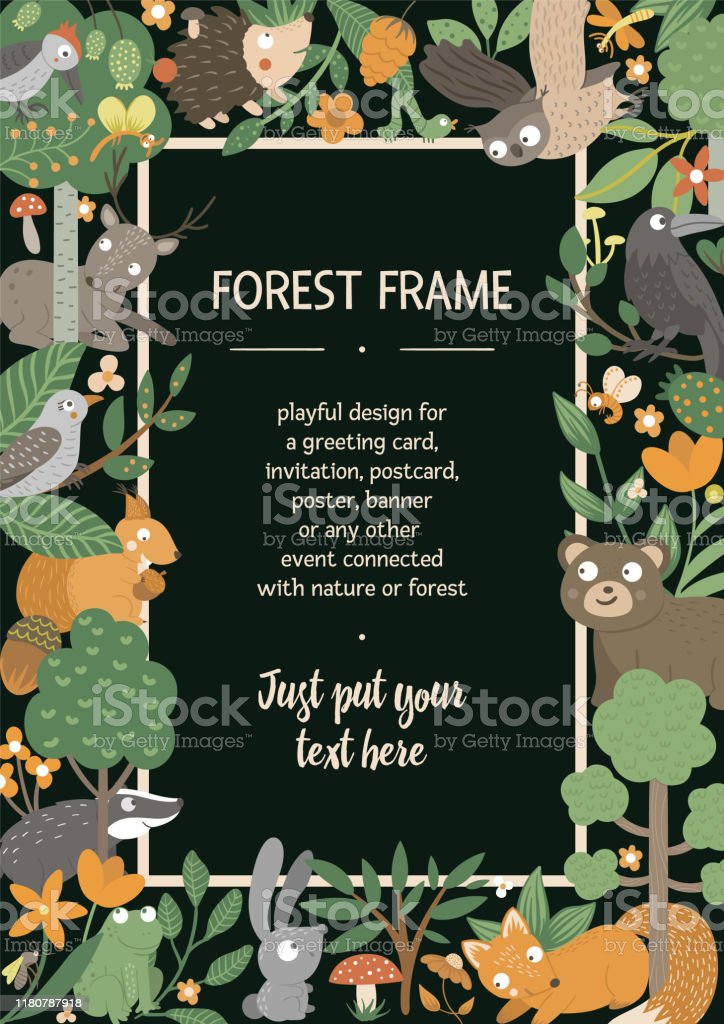 FOREST FRAME
playful design for
a greeting card,
invitation, postcard,
poster, banner
or any other
event connected
with nature or forest
Just put your
text here
iStock
by Getty Images™
1180787918